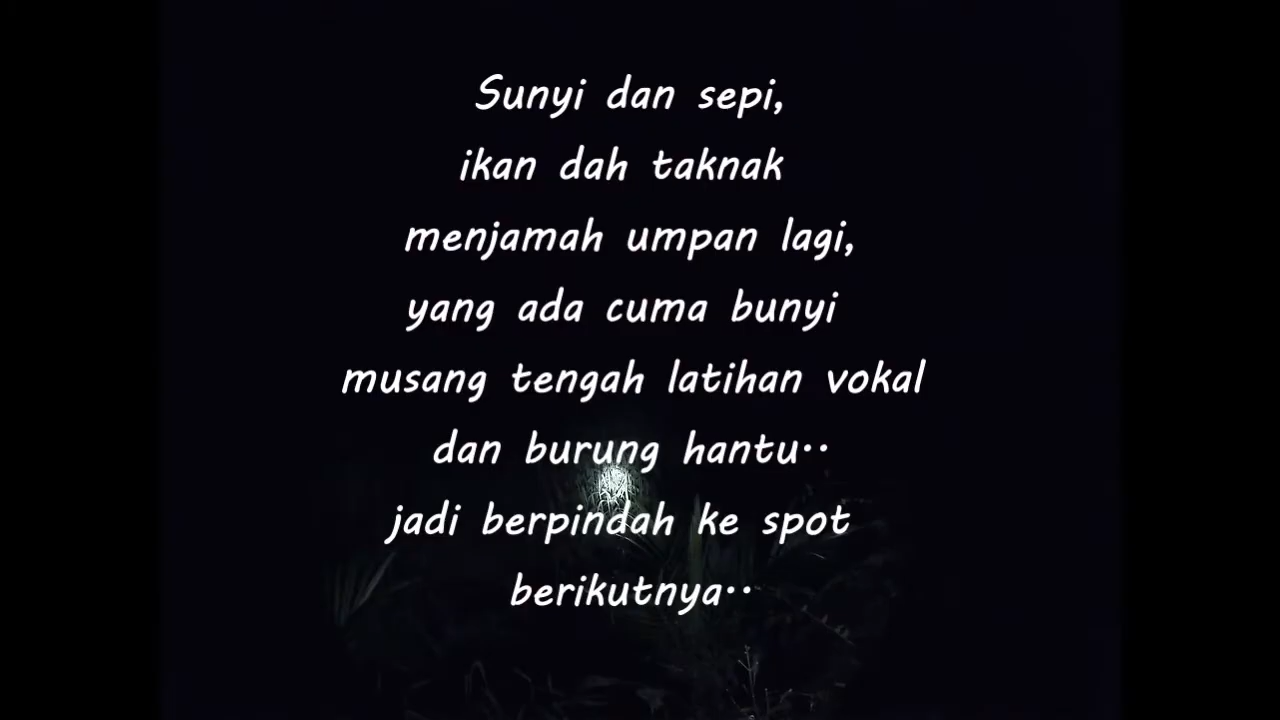 Sunyi dan sepi,
ikan dah taknak
menjamah umpan lagi,
yang ada cuma bunyi
musang tengah latihan vokal
dan burung hantu..
jadi berpindah ke spot
berikutnya..